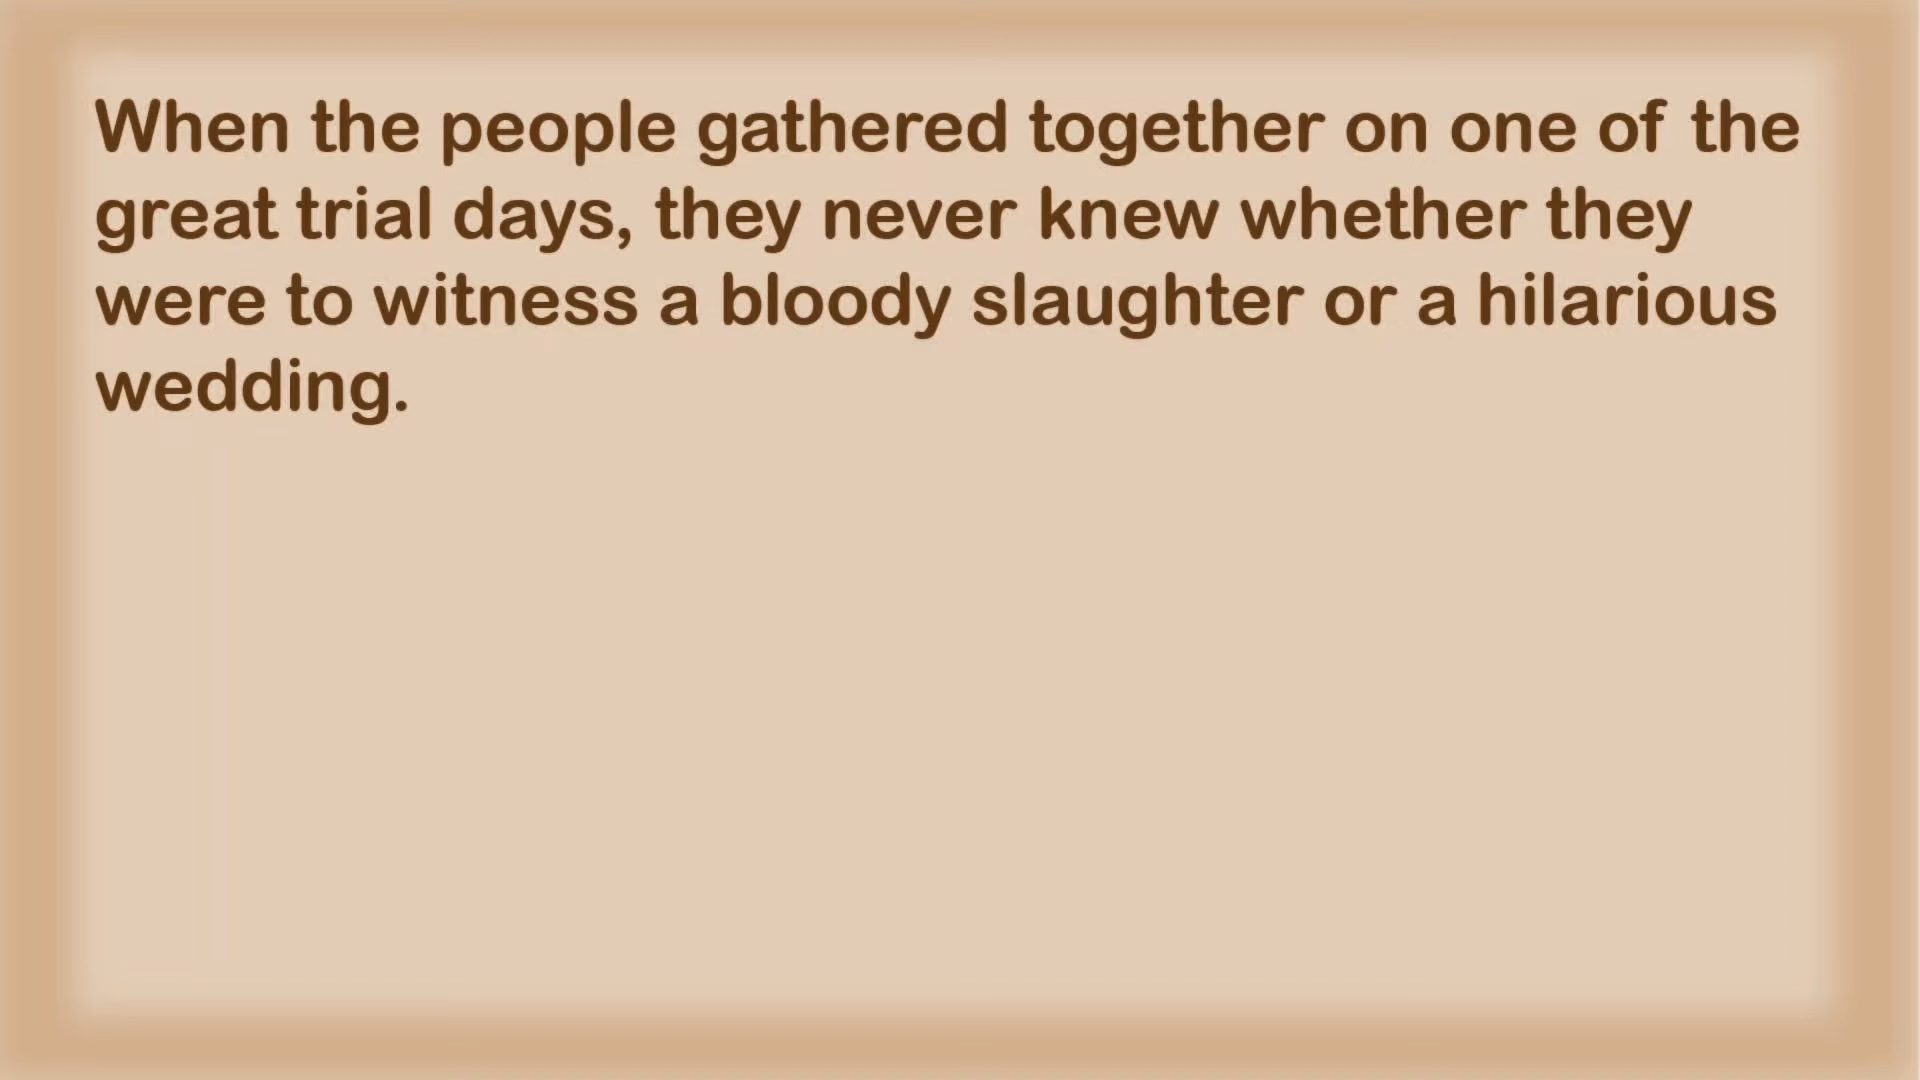 When the people gathered together on one of the
great trial days, they never knew whether they
were to witness a bloody slaughter or a hilarious
wedding.